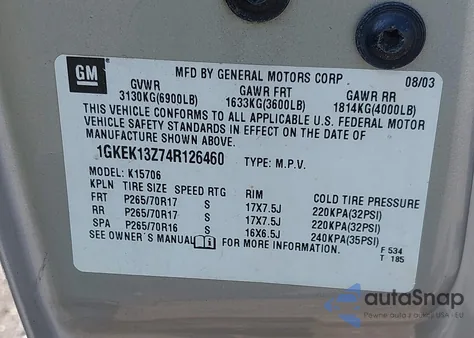 GM
MFD BY GENERAL MOTORS CORP. 08/03
GVWR GAWR FRT GAWR RR
3130KG(6900LB) 1633KG(3600LB) 1814KG(4000LB)
THIS VEHICLE CONFORMS TO ALL APPLICABLE U.S. FEDERAL MOTOR
VEHICLE SAFETY STANDARDS IN EFFECT ON THE DATE OF
MANUFACTURE SHOWN ABOVE.
1GKEK13Z74R126460 TYPE: M.P.V.
MODEL: K15706
KPLN TIRE SIZE SPEED RTG RIM COLD TIRE PRESSURE
FRT P265/70R17 S 17X7.5J 220KPA(32PSI)
RR P265/70R17 S 17X7.5J 220KPA(32PSI)
SPA P265/70R16 S 16X6.5J 240KPA(35PSI)
SEE OWNER'S MANUAL FOR MORE INFORMATION. F 534
T 185
autoSnap